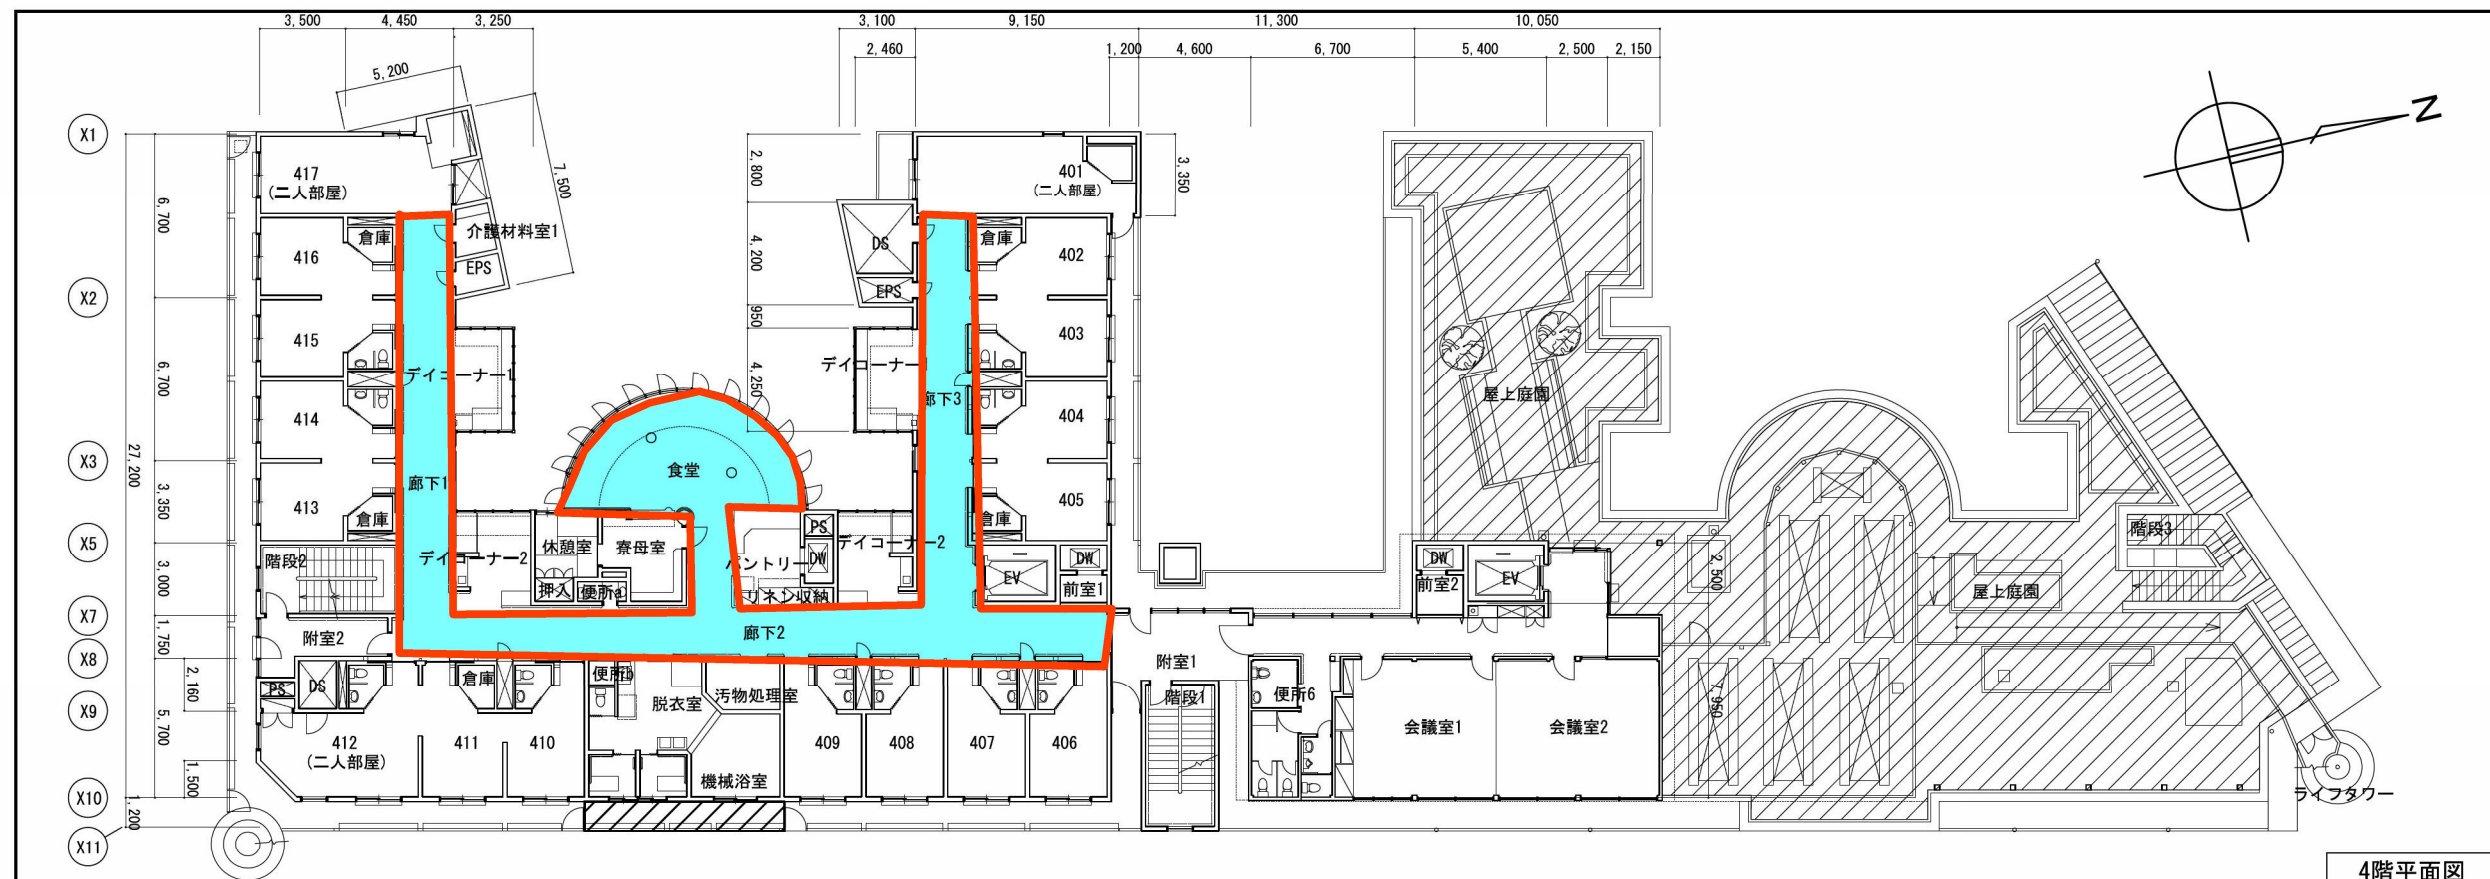 3,500 4,450 3,250 3,100 9,150 11,300 10,050
2,460 1,200 4,600 6,700 5,400 2,500 2,150
5,200
7,500
N
X1
X2
X3
X5
X7
X8
X9
X10
X11
27,200
1,200
6,700
6,700
3,350
3,000
1,750
2,160
5,700
1,500
2,800
4,200
950
4,250
3,350
417
(二人部屋)
401
(二人部屋)
倉庫
介護材料室1
416
EPS
DS
EPS
倉庫
402
415
デイコーナー1
デイコーナー1
403
414
廊下3
404
屋上庭園
食堂
413
廊下1
倉庫
倉庫
405
階段2
デイコーナー2
休憩室
寮母室
押入
便所a
パントリー
PS
DW
リネン収納
デイコーナー2
EV
DW
前室1
DW
前室2
EV
2,500
屋上庭園
階段3
附室2
廊下2
附室1
PS
DS
倉庫
便所b
脱衣室
汚物処理室
階段1
便所6
会議室1
会議室2
7,950
412
(二人部屋)
411
410
機械浴室
409
408
407
406
ライフタワー
4階平面図